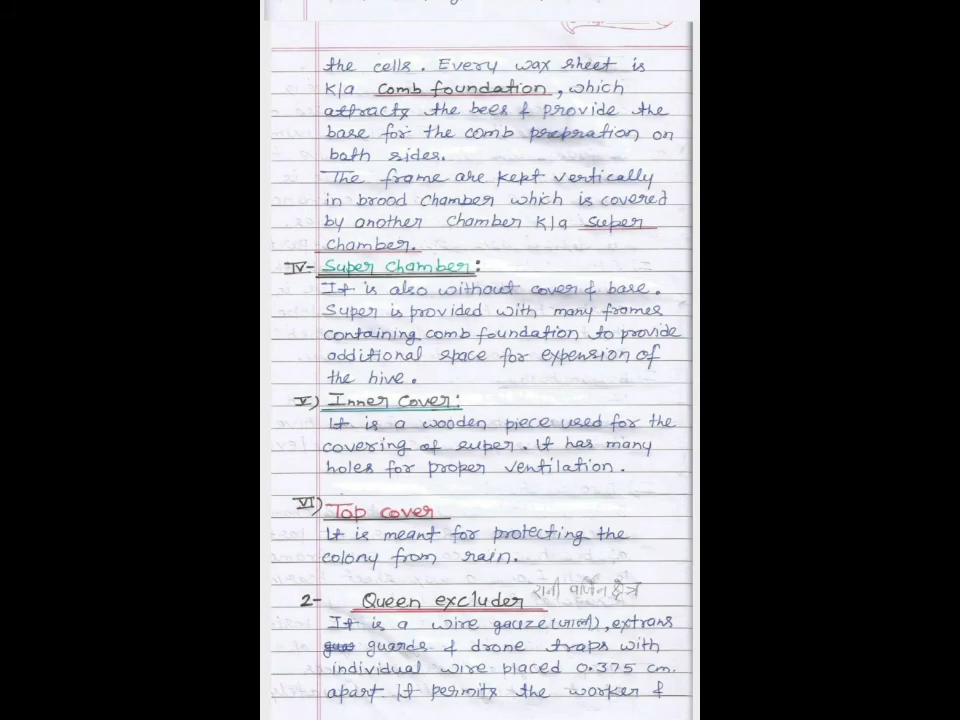 the cells. Every wax sheet is
K/a comb foundation, which
attracts the bees & provide the
base for the comb prepration on
both sides.
The frame are kept vertically
in brood chamber which is covered
by another chamber K/a super
chamber.
IV- Super chamber:
It is also without cover & base.
Super is provided with many frames
containing comb foundation to provide
additional space for expension of
the hive.
V) Inner cover:
It is a wooden piece used for the
covering of super. It has many
holes for proper ventilation.
VI) Top cover
It is meant for protecting the
colony from rain.
2- Queen excluder रानी वर्जन क्षेत्र
It is a wire gauze (जाली), extrans
guards & drone traps with
individual wire placed 0.375 cm.
apart. It permits the worker &